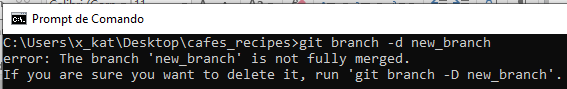 Prompt de Comando
C:\Users\x_kat\Desktop\cafes_recipes>git branch -d new_branch
error: The branch 'new_branch' is not fully merged.
If you are sure you want to delete it, run 'git branch -D new_branch'.